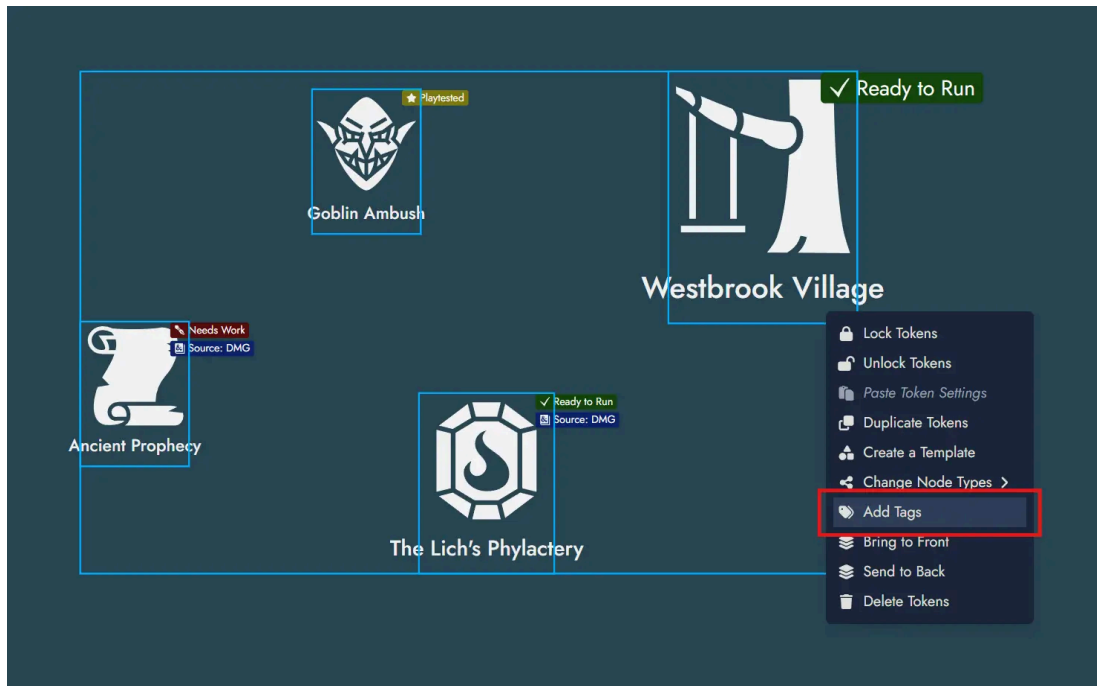 Playtested
Goblin Ambush
Ready to Run
Westbrook Village
Needs Work
Source: DMG
Ancient Prophecy
Ready to Run
Source: DMG
The Lich's Phylactery
Lock Tokens
Unlock Tokens
Paste Token Settings
Duplicate Tokens
Create a Template
Change Node Types
Add Tags
Bring to Front
Send to Back
Delete Tokens